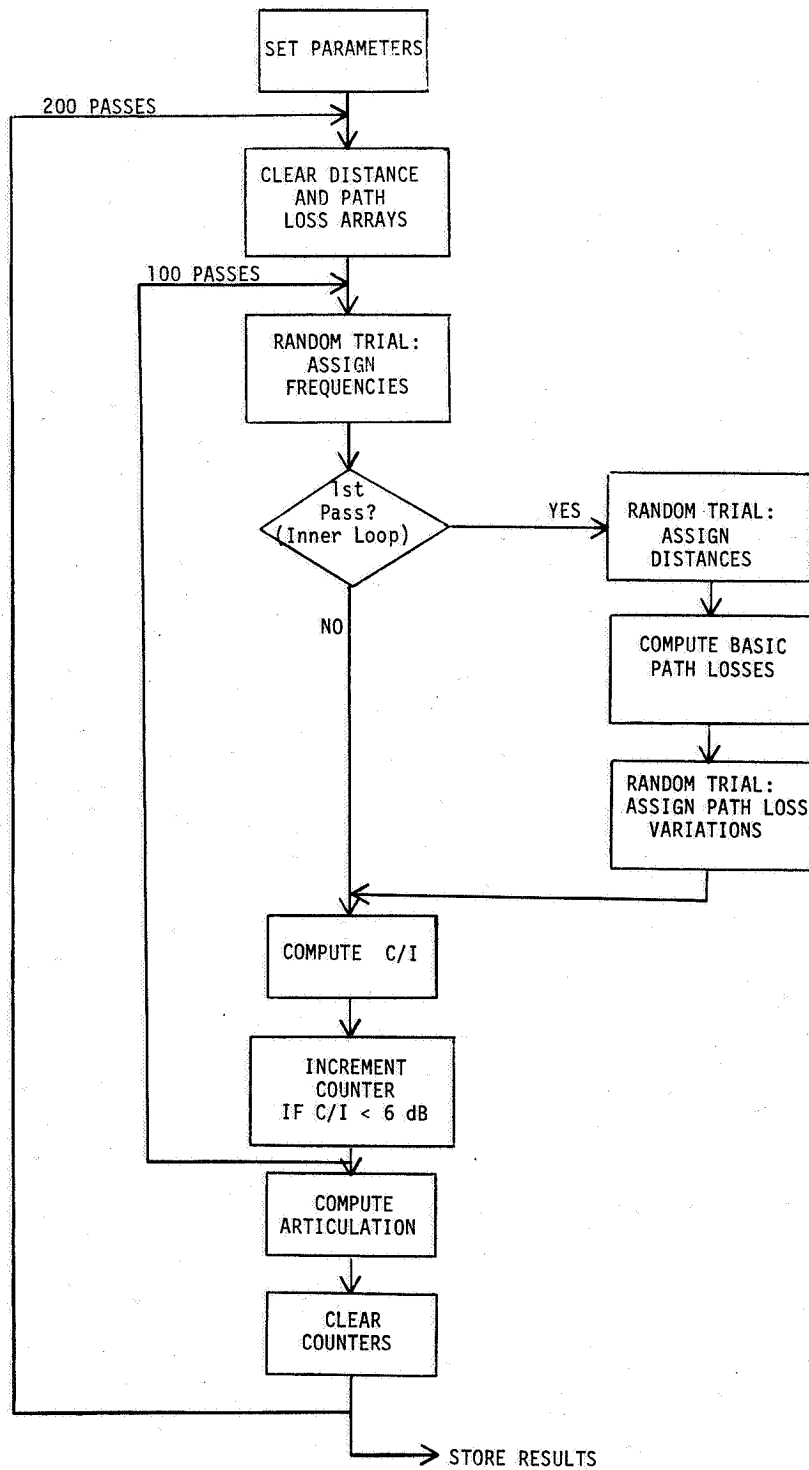 SET PARAMETERS
200 PASSES
CLEAR DISTANCE
AND PATH
LOSS ARRAYS
100 PASSES
RANDOM TRIAL:
ASSIGN
FREQUENCIES
1st
Pass?
(Inner Loop)
YES
RANDOM TRIAL:
ASSIGN
DISTANCES
NO
COMPUTE BASIC
PATH LOSSES
RANDOM TRIAL:
ASSIGN PATH LOSS
VARIATIONS
COMPUTE C/I
INCREMENT
COUNTER
IF C/I < 6 dB
COMPUTE
ARTICULATION
CLEAR
COUNTERS
STORE RESULTS